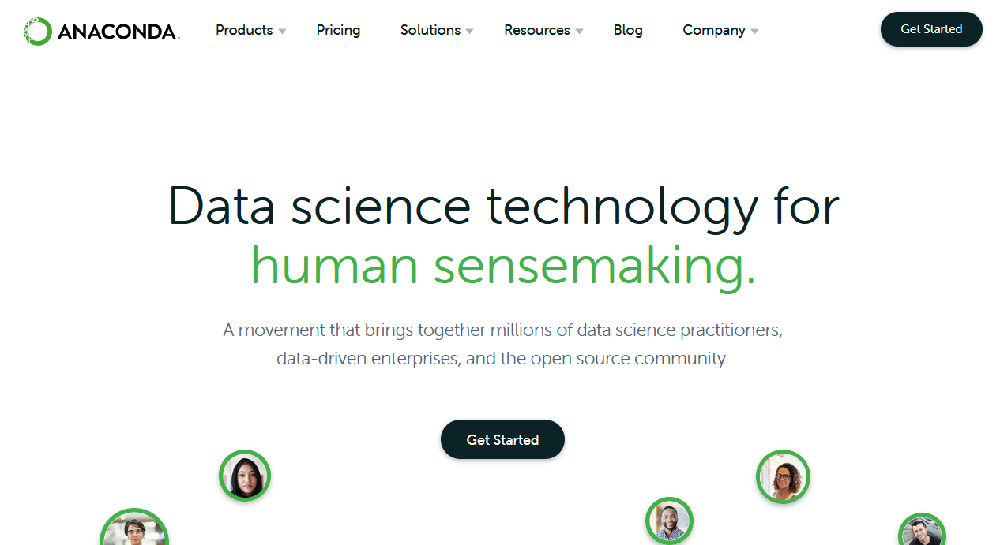 ANACONDA.
Products
Pricing
Solutions
Resources
Blog
Company
Get Started
Data science technology for
human sensemaking.
A movement that brings together millions of data science practitioners,
data-driven enterprises, and the open source community.
Get Started